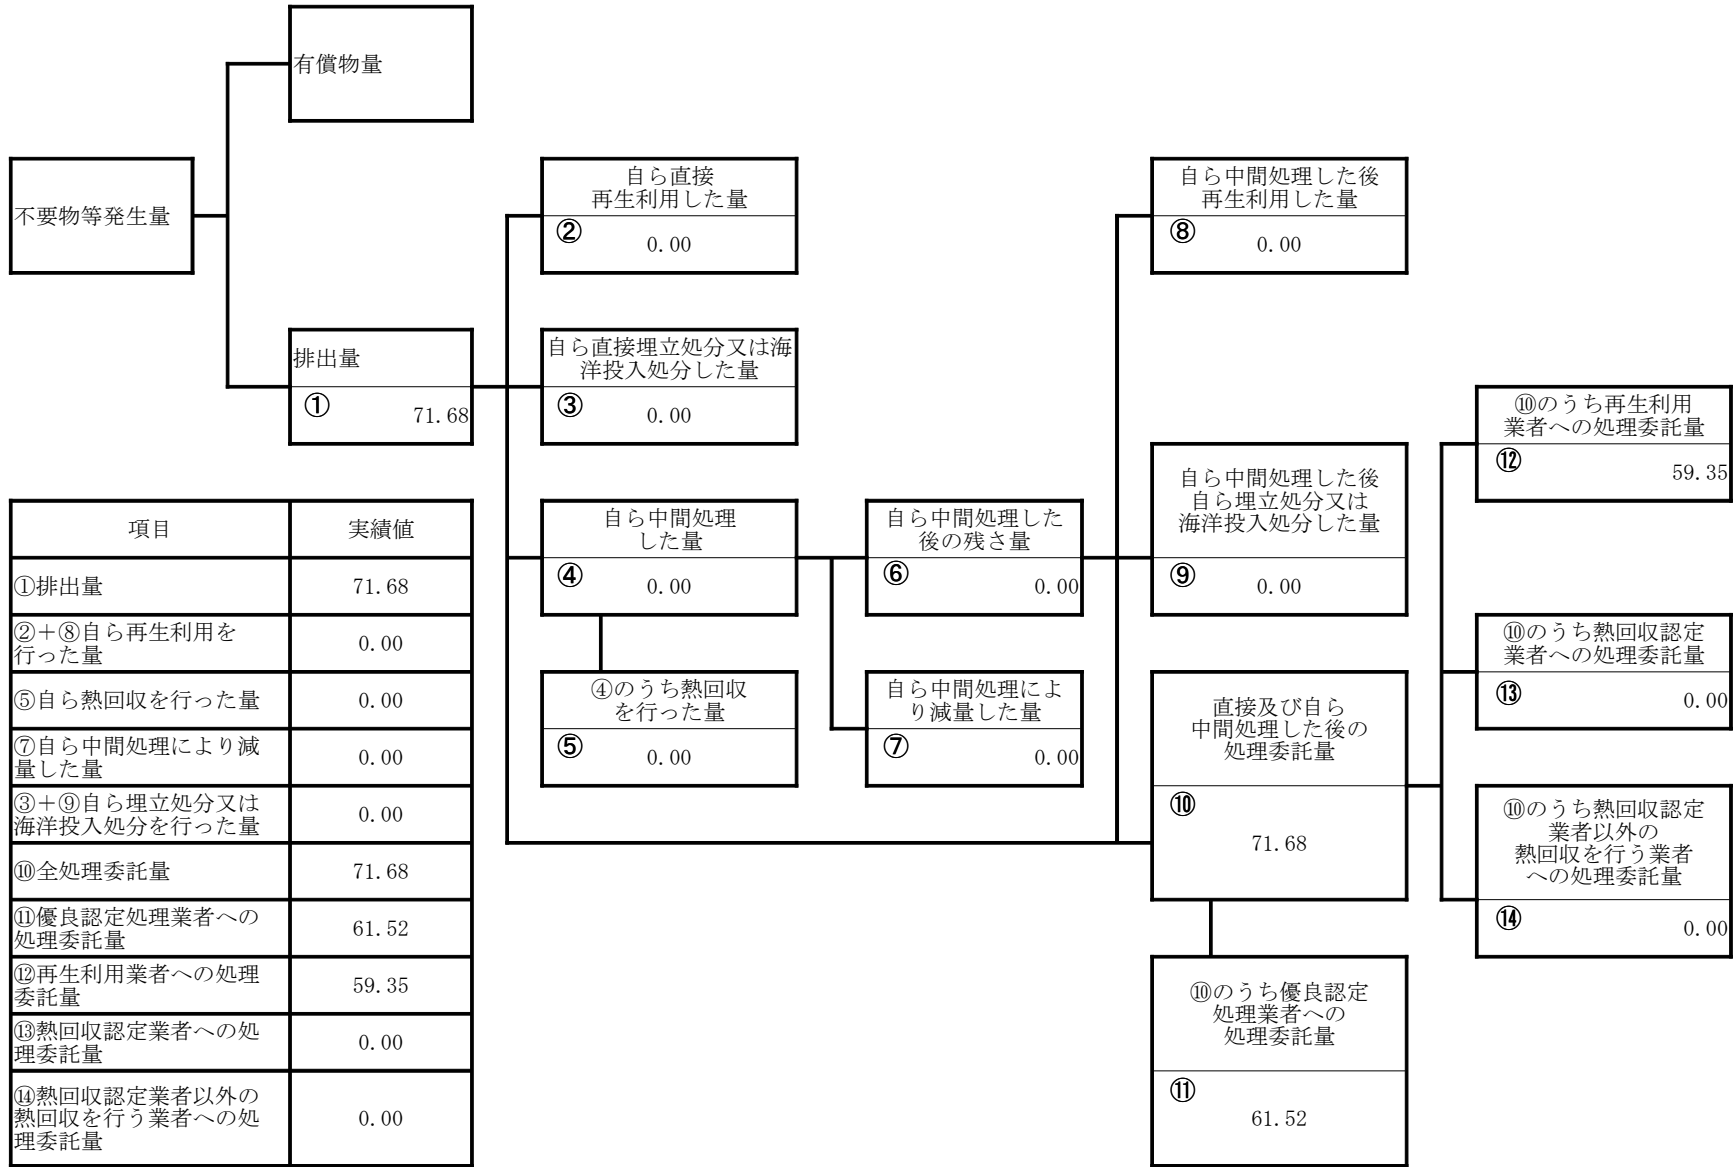 有償物量
不要物等発生量
自ら直接
再生利用した量
②
0.00
自ら中間処理した後
再生利用した量
⑧
0.00
排出量
①
71.68
自ら直接埋立処分又は海
洋投入処分した量
③
0.00
⑩のうち再生利用
業者への処理委託量
⑫
59.35
自ら中間処理した後
自ら埋立処分又は
海洋投入処分した量
⑨
0.00
自ら中間処理
した量
④
0.00
自ら中間処理した
後の残さ量
⑥
0.00
⑩のうち熱回収認定
業者への処理委託量
⑬
0.00
④のうち熱回収
を行った量
⑤
0.00
自ら中間処理によ
り減量した量
⑦
0.00
直接及び自ら
中間処理した後の
処理委託量
⑩
71.68
⑩のうち熱回収認定
業者以外の
熱回収を行う業者
への処理委託量
⑭
0.00
⑩のうち優良認定
処理業者への
処理委託量
⑪
61.52
項目 実績値
①排出量 71.68
②+⑧自ら再生利用を
行った量 0.00
⑤自ら熱回収を行った量 0.00
⑦自ら中間処理により減
量した量 0.00
③+⑨自ら埋立処分又は
海洋投入処分を行った量 0.00
⑩全処理委託量 71.68
⑪優良認定処理業者への
処理委託量 61.52
⑫再生利用業者への処理
委託量 59.35
⑬熱回収認定業者への処
理委託量 0.00
⑭熱回収認定業者以外の
熱回収を行う業者への処
理委託量 0.00